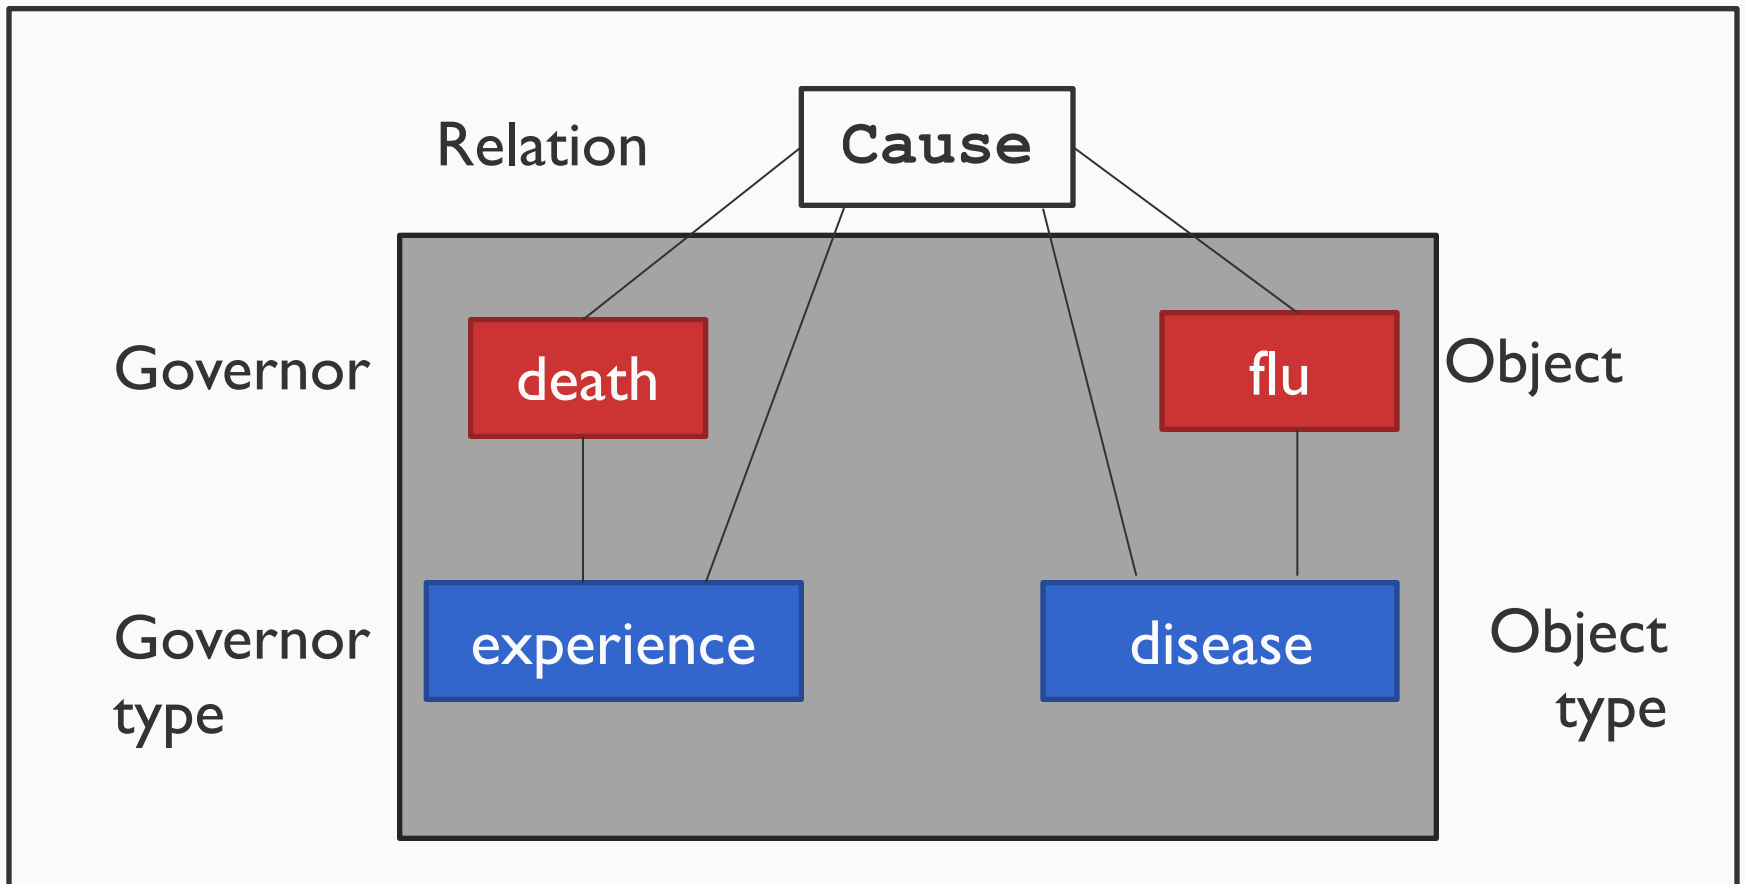 Relation
Cause
Governor
death
flu
Object
Governor
type
experience
disease
Object
type